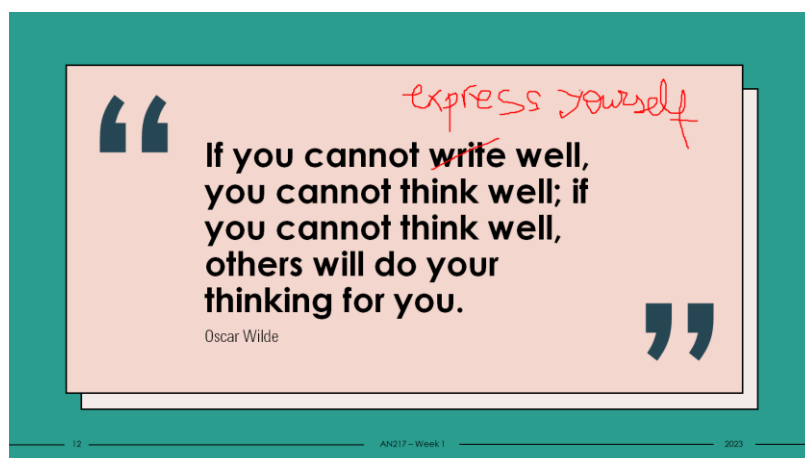 express yourself
If you cannot write well,
you cannot think well; if
you cannot think well,
others will do your
thinking for you.
Oscar Wilde
12 AN217 – Week 1 2023